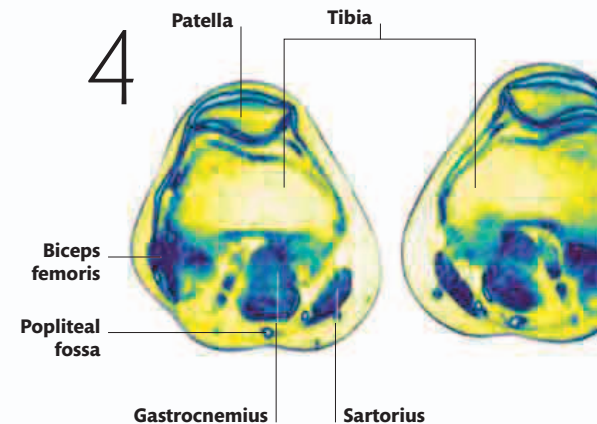 Patella
Tibia
4
Biceps
femoris
Popliteal
fossa
Gastrocnemius
Sartorius